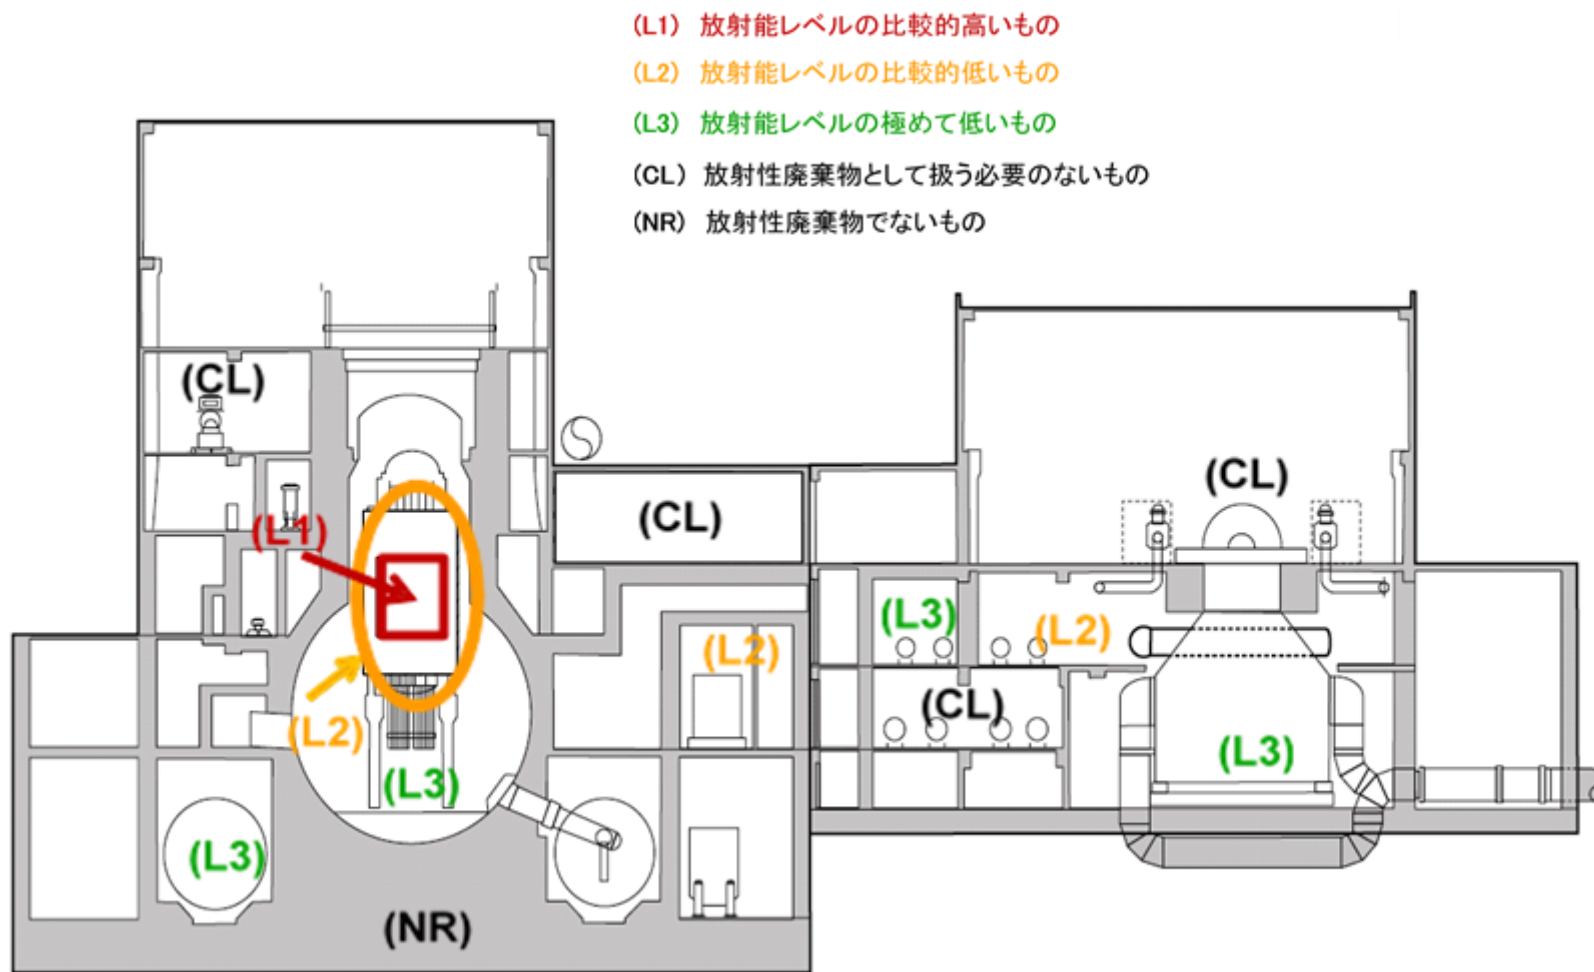 (L1) 放射能レベルの比較的高いもの
(L2) 放射能レベルの比較的低いもの
(L3) 放射能レベルの極めて低いもの
(CL) 放射性廃棄物として扱う必要のないもの
(NR) 放射性廃棄物でないもの
(CL)
(CL)
(CL)
(L1)
(L3)
(L2)
(L2)
(CL)
(L2)
(L3)
(L3)
(L3)
(NR)